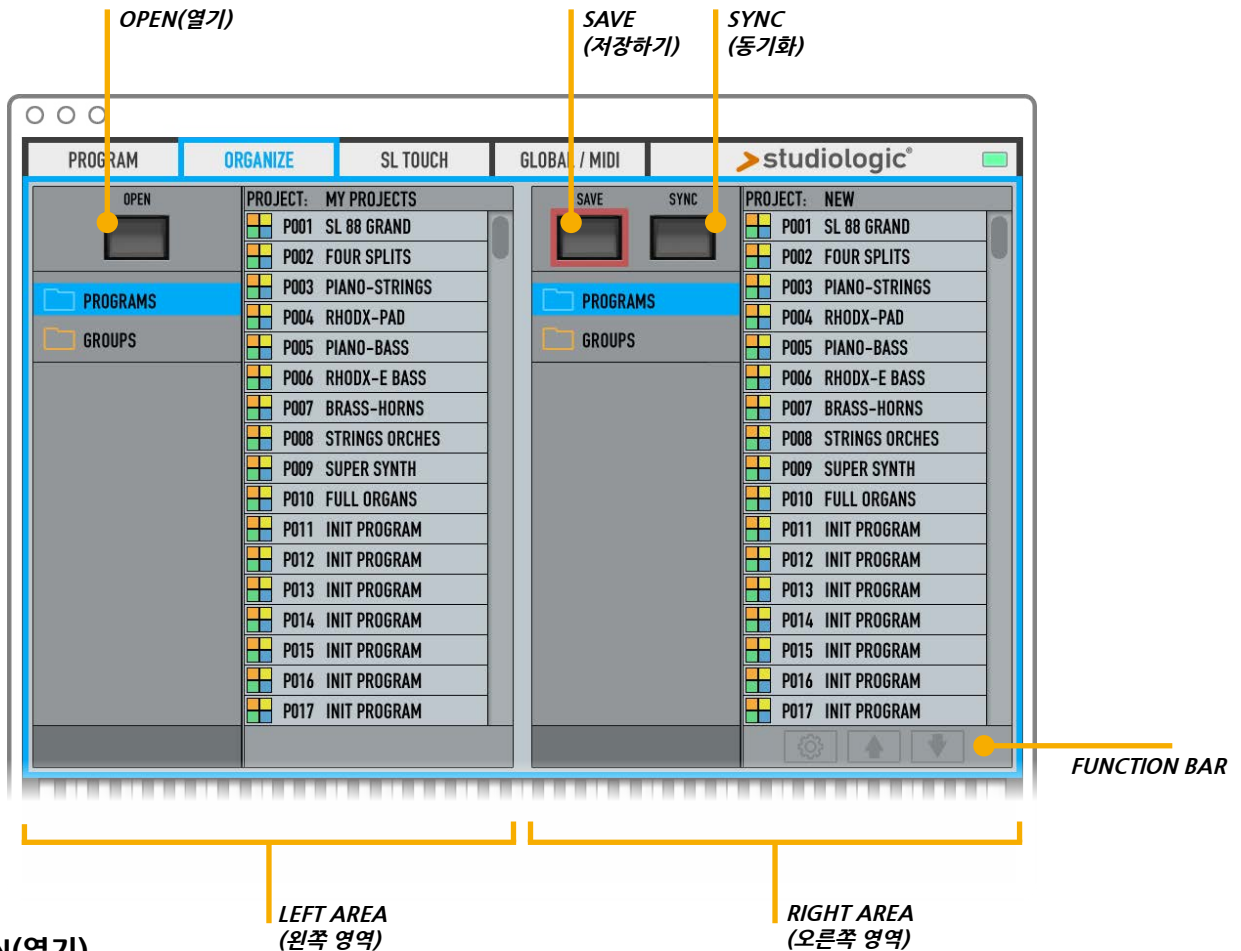 OPEN(열기)
SAVE
(저장하기)
SYNC
(동기화)
PROGRAM
ORGANIZE
SL TOUCH
GLOBAL / MIDI
studiologic®
OPEN
PROJECT: MY PROJECTS
P001 SL 88 GRAND
P002 FOUR SPLITS
P003 PIANO-STRINGS
P004 RHODX-PAD
P005 PIANO-BASS
P006 RHODX-E BASS
P007 BRASS-HORNS
P008 STRINGS ORCHES
P009 SUPER SYNTH
P010 FULL ORGANS
P011 INIT PROGRAM
P012 INIT PROGRAM
P013 INIT PROGRAM
P014 INIT PROGRAM
P015 INIT PROGRAM
P016 INIT PROGRAM
P017 INIT PROGRAM
PROGRAMS
GROUPS
SAVE
SYNC
PROJECT: NEW
P001 SL 88 GRAND
P002 FOUR SPLITS
P003 PIANO-STRINGS
P004 RHODX-PAD
P005 PIANO-BASS
P006 RHODX-E BASS
P007 BRASS-HORNS
P008 STRINGS ORCHES
P009 SUPER SYNTH
P010 FULL ORGANS
P011 INIT PROGRAM
P012 INIT PROGRAM
P013 INIT PROGRAM
P014 INIT PROGRAM
P015 INIT PROGRAM
P016 INIT PROGRAM
P017 INIT PROGRAM
PROGRAMS
GROUPS
FUNCTION BAR
LEFT AREA
(왼쪽 영역)
RIGHT AREA
(오른쪽 영역)